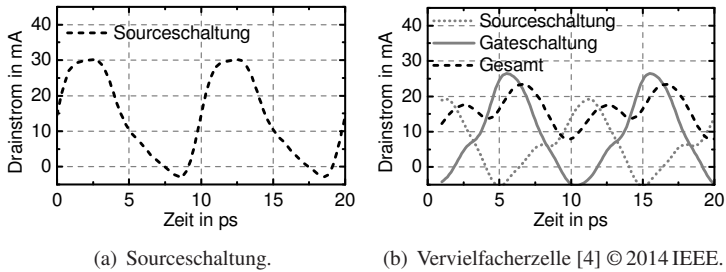 Drainstrom in mA
40
30
20
10
0
Sourceschaltung
0
5
10
15
20
Zeit in ps
(a) Sourceschaltung.
Drainstrom in mA
40
30
20
10
0
Sourceschaltung
Gateschaltung
Gesamt
0
5
10
15
20
Zeit in ps
(b) Vervielfacherzelle [4] © 2014 IEEE.